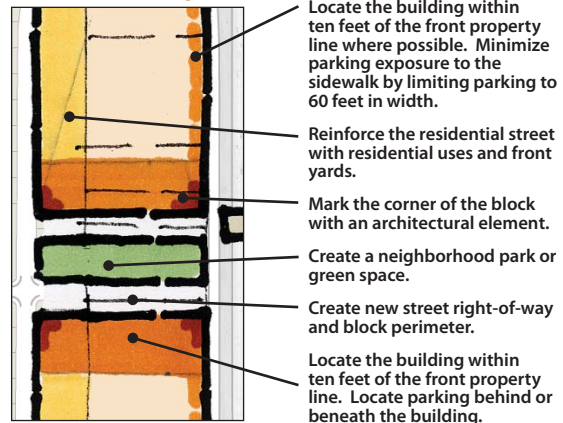 Locate the building within
ten feet of the front property
line where possible. Minimize
parking exposure to the
sidewalk by limiting parking to
60 feet in width.
Reinforce the residential street
with residential uses and front
yards.
Mark the corner of the block
with an architectural element.
Create a neighborhood park or
green space.
Create new street right-of-way
and block perimeter.
Locate the building within
ten feet of the front property
line. Locate parking behind or
beneath the building.